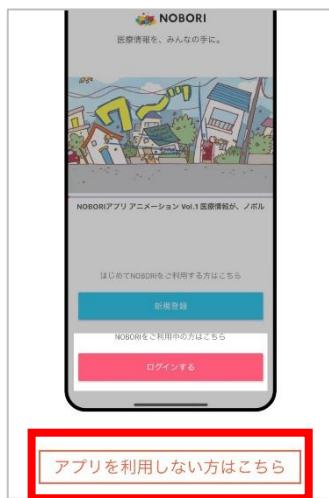 NOBORI
医療情報を、みんなの手に。
ワーッ
NOBORIアプリ アニメーション Vol.1 医療情報が、ノボル
はじめてNOBORIをご利用する方はこちら
新規登録
NOBORIをご利用中の方はこちら
ログインする
アプリを利用しない方はこちら